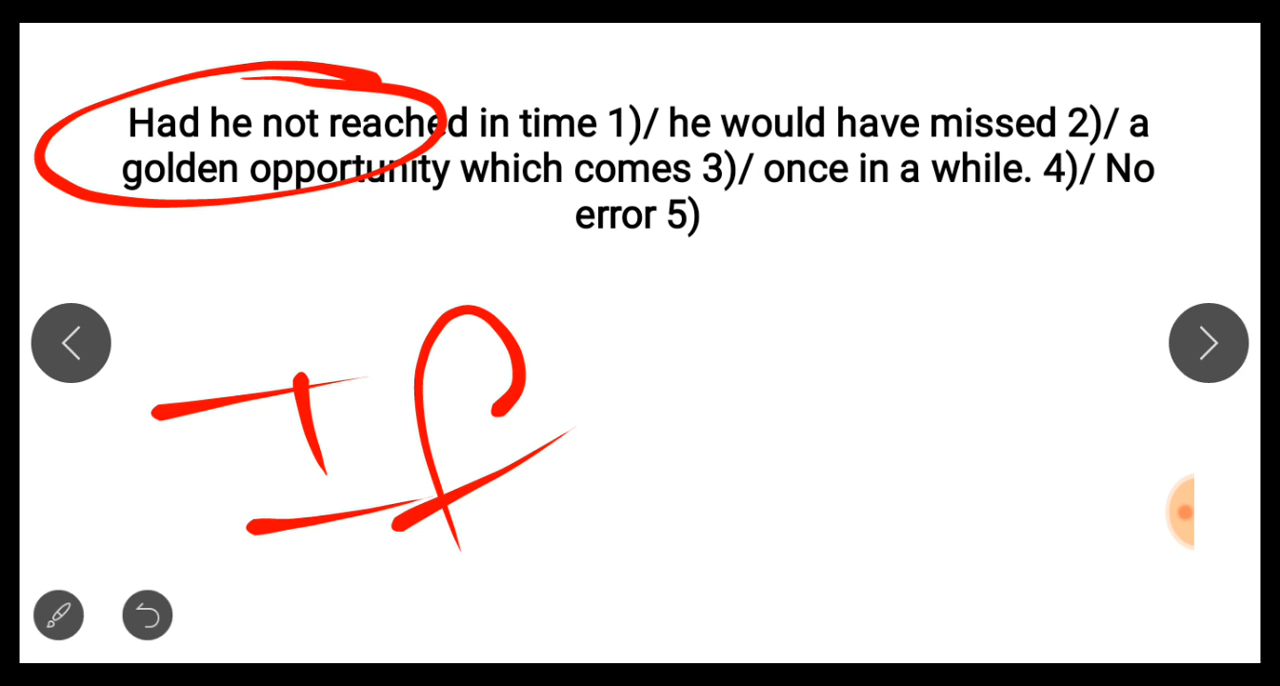 Had he not reached in time 1)/ he would have missed 2)/ a
golden opportunity which comes 3)/ once in a while. 4)/ No
error 5)
If